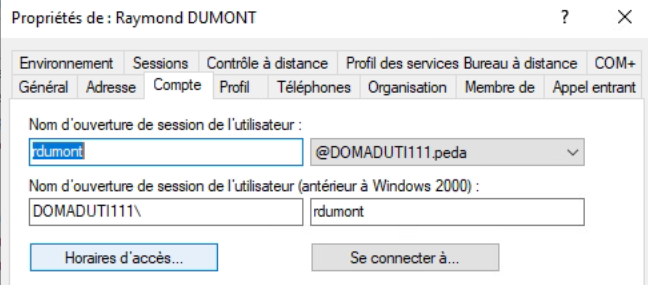 Propriétés de : Raymond DUMONT ? X
Environnement Sessions Contrôle à distance Profil des services Bureau à distance COM+
Général Adresse Compte Profil Téléphones Organisation Membre de Appel entrant
Nom d'ouverture de session de l'utilisateur :
rdumont @DOMADUTI111.peda
Nom d'ouverture de session de l'utilisateur (antérieur à Windows 2000) :
DOMADUTI111\ rdumont
Horaires d'accès... Se connecter à...